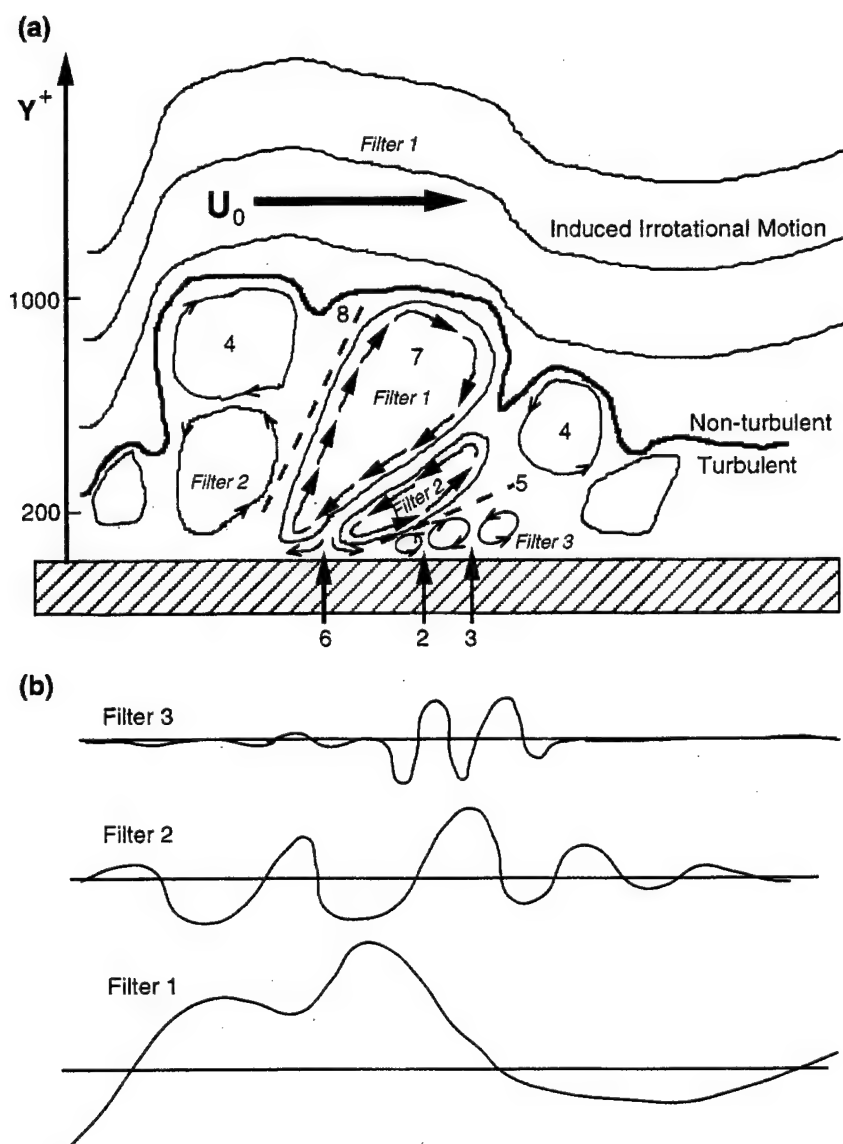 (a)
Y+
Filter 1
U0
Induced Irrotational Motion
1000
8
4
7
Filter 1
4
Non-turbulent
Turbulent
Filter 2
Filter 2
5
200
Filter 3
6 2 3
(b)
Filter 3
Filter 2
Filter 1